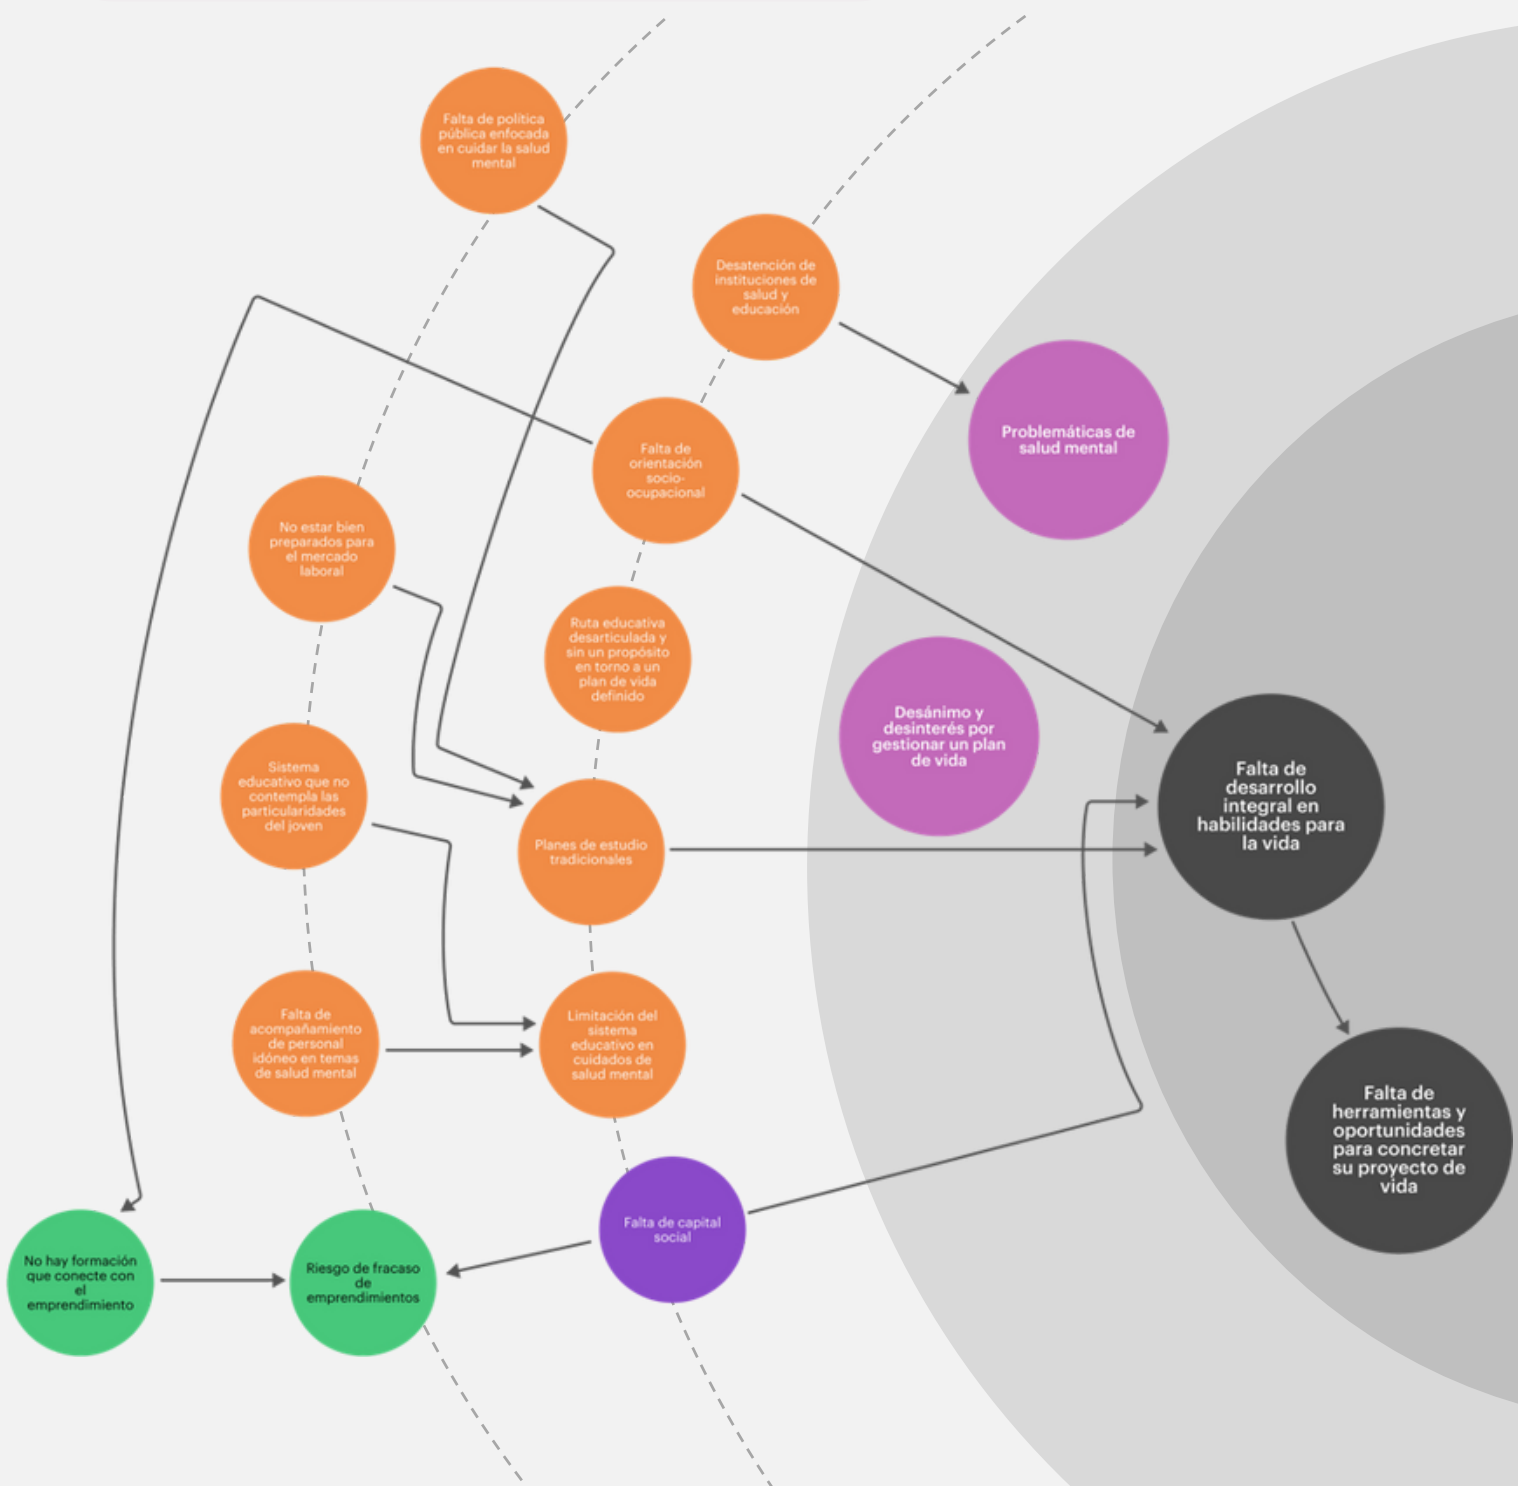 Falta de política
pública enfocada
en cuidar la salud
mental
Desatención de
instituciones de
salud y
educación
Problemáticas de
salud mental
Falta de
orientación
socio-
ocupacional
No estar bien
preparados para
el mercado
laboral
Ruta educativa
desarticulada y
sin un propósito
en torno a un
plan de vida
definido
Desánimo y
desinterés por
gestionar un plan
de vida
Sistema
educativo que no
contempla las
particularidades
del joven
Planes de estudio
tradicionales
Falta de
desarrollo
integral en
habilidades para
la vida
Falta de
acompañamiento
de personal
idóneo en temas
de salud mental
Limitación del
sistema
educativo en
cuidados de
salud mental
Falta de
herramientas y
oportunidades
para concretar
su proyecto de
vida
Falta de capital
social
No hay formación
que conecte con
el
emprendimiento
Riesgo de fracaso
de
emprendimientos